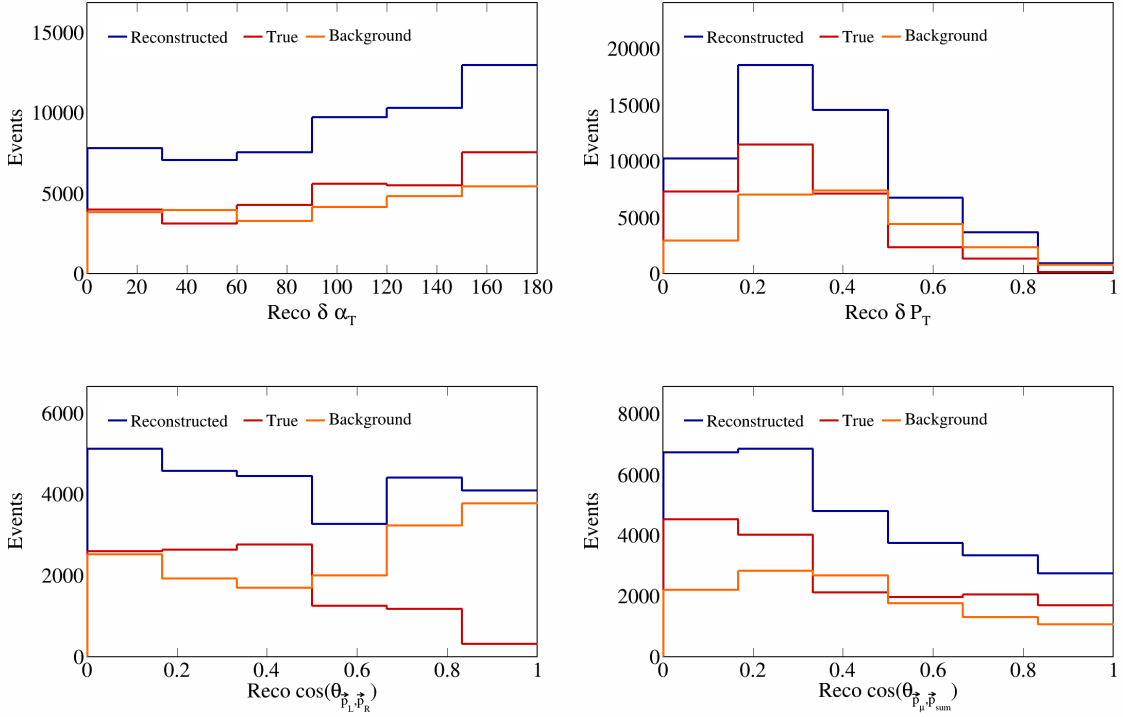 15000
10000
5000
0
Events
Reconstructed True Background
0 20 40 60 80 100 120 140 160 180
Reco δ α_T
20000
15000
10000
5000
0
Events
Reconstructed True Background
0 0.2 0.4 0.6 0.8 1
Reco δ P_T
6000
4000
2000
0
Events
Reconstructed True Background
0 0.2 0.4 0.6 0.8 1
Reco cos(θ_{p⃗_L,p⃗_R})
8000
6000
4000
2000
0
Events
Reconstructed True Background
0 0.2 0.4 0.6 0.8 1
Reco cos(θ_{p⃗_μ,p⃗_sum})